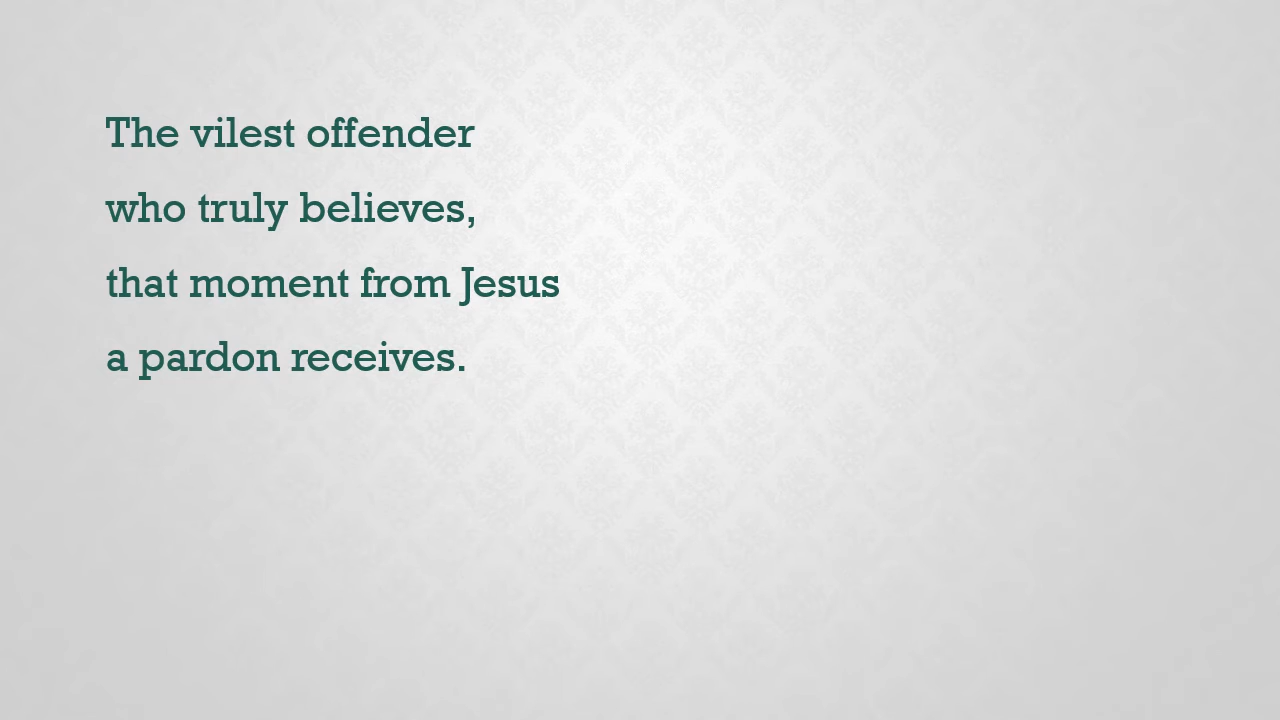 The vilest offender
who truly believes,
that moment from Jesus
a pardon receives.